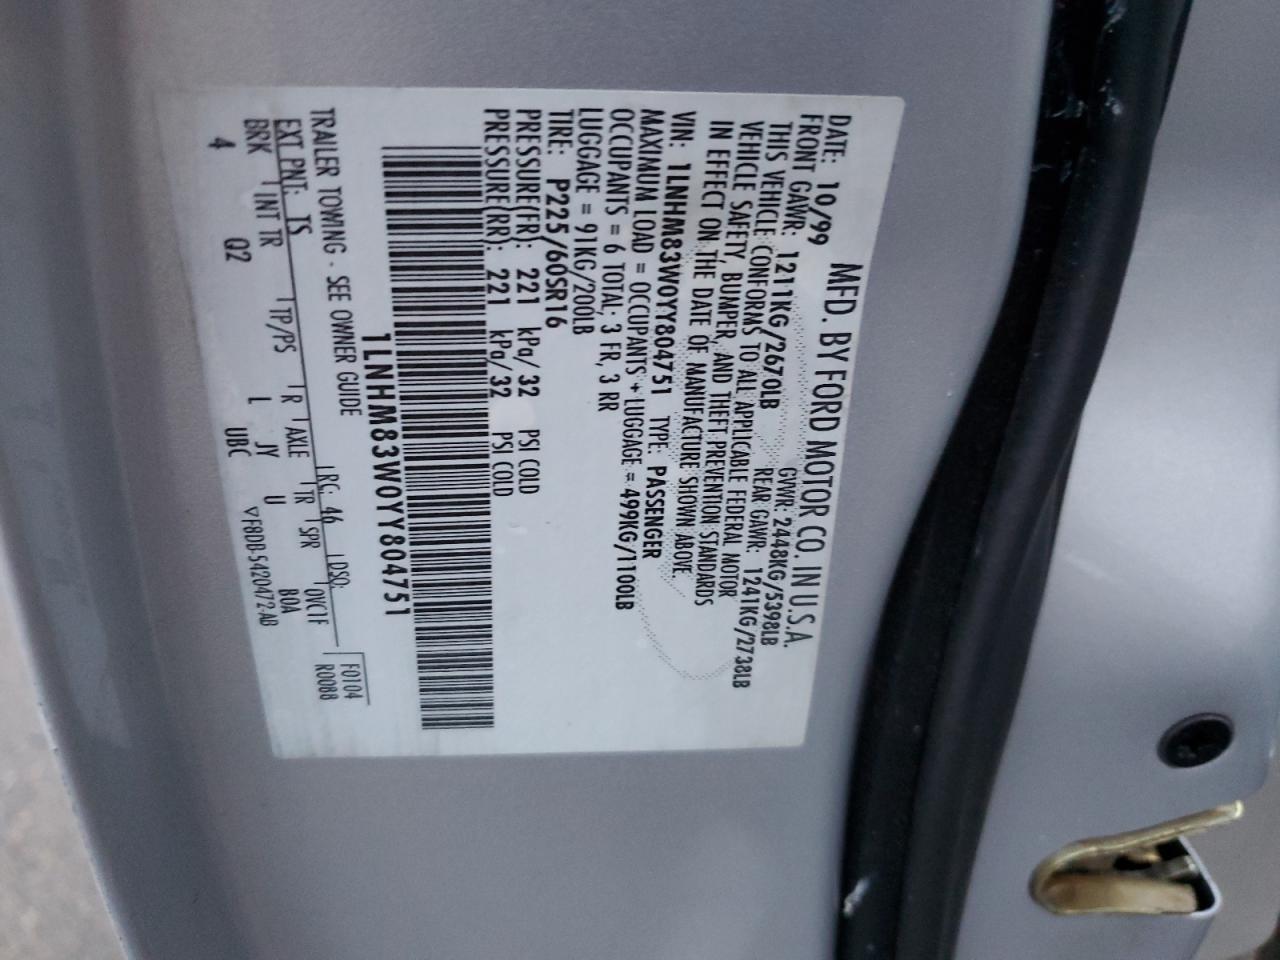 MFD. BY FORD MOTOR CO. IN U.S.A.
DATE: 10/99 GVWR: 2448KG/5398LB
FRONT GAWR: 1211KG/2670LB REAR GAWR: 1241KG/2738LB
THIS VEHICLE CONFORMS TO ALL APPLICABLE FEDERAL MOTOR
VEHICLE SAFETY, BUMPER, AND THEFT PREVENTION STANDARDS
IN EFFECT ON THE DATE OF MANUFACTURE SHOWN ABOVE.
VIN: 1LNHM83W0YY804751 TYPE: PASSENGER
MAXIMUM LOAD = OCCUPANTS + LUGGAGE = 499KG/1100LB
OCCUPANTS = 6 TOTAL; 3 FR, 3 RR
LUGGAGE = 91KG/200LB
TIRE: P225/60SR16
PRESSURE(FR): 221 kPa/32 PSI COLD
PRESSURE(RR): 221 kPa/32 PSI COLD
1LNHM83W0YY804751
TRAILER TOWING - SEE OWNER GUIDE
F0104
R0088
EXT PNT: TS RC: 46 DSO:
BRK INT TR TP/PS R AXLE TR SPR OVCTF
4 Q2 L JY U BOA
UBC
▽F8DB-5420472-AB